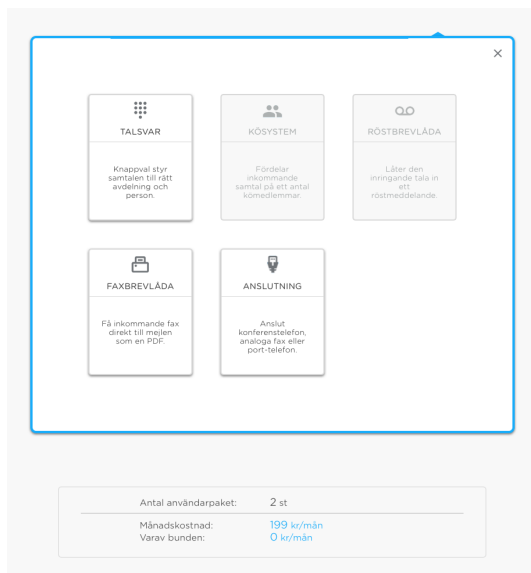 TALSVAR
Knappval styr
samtalen till rätt
avdelning och
person.
KÖSYSTEM
Fördelar
inkommande
samtal på ett antal
kömedlemmar.
RÖSTBREVLÅDA
Låter den
inringande tala in
ett
röstmeddelande.
FAXBREVLÅDA
Få inkommande fax
direkt till mejlen
som en PDF.
ANSLUTNING
Anslut
konferenstelefon,
analoga fax eller
port-telefon.
Antal användarpaket: 2 st
Månadskostnad: 199 kr/mån
Varav bunden: 0 kr/mån